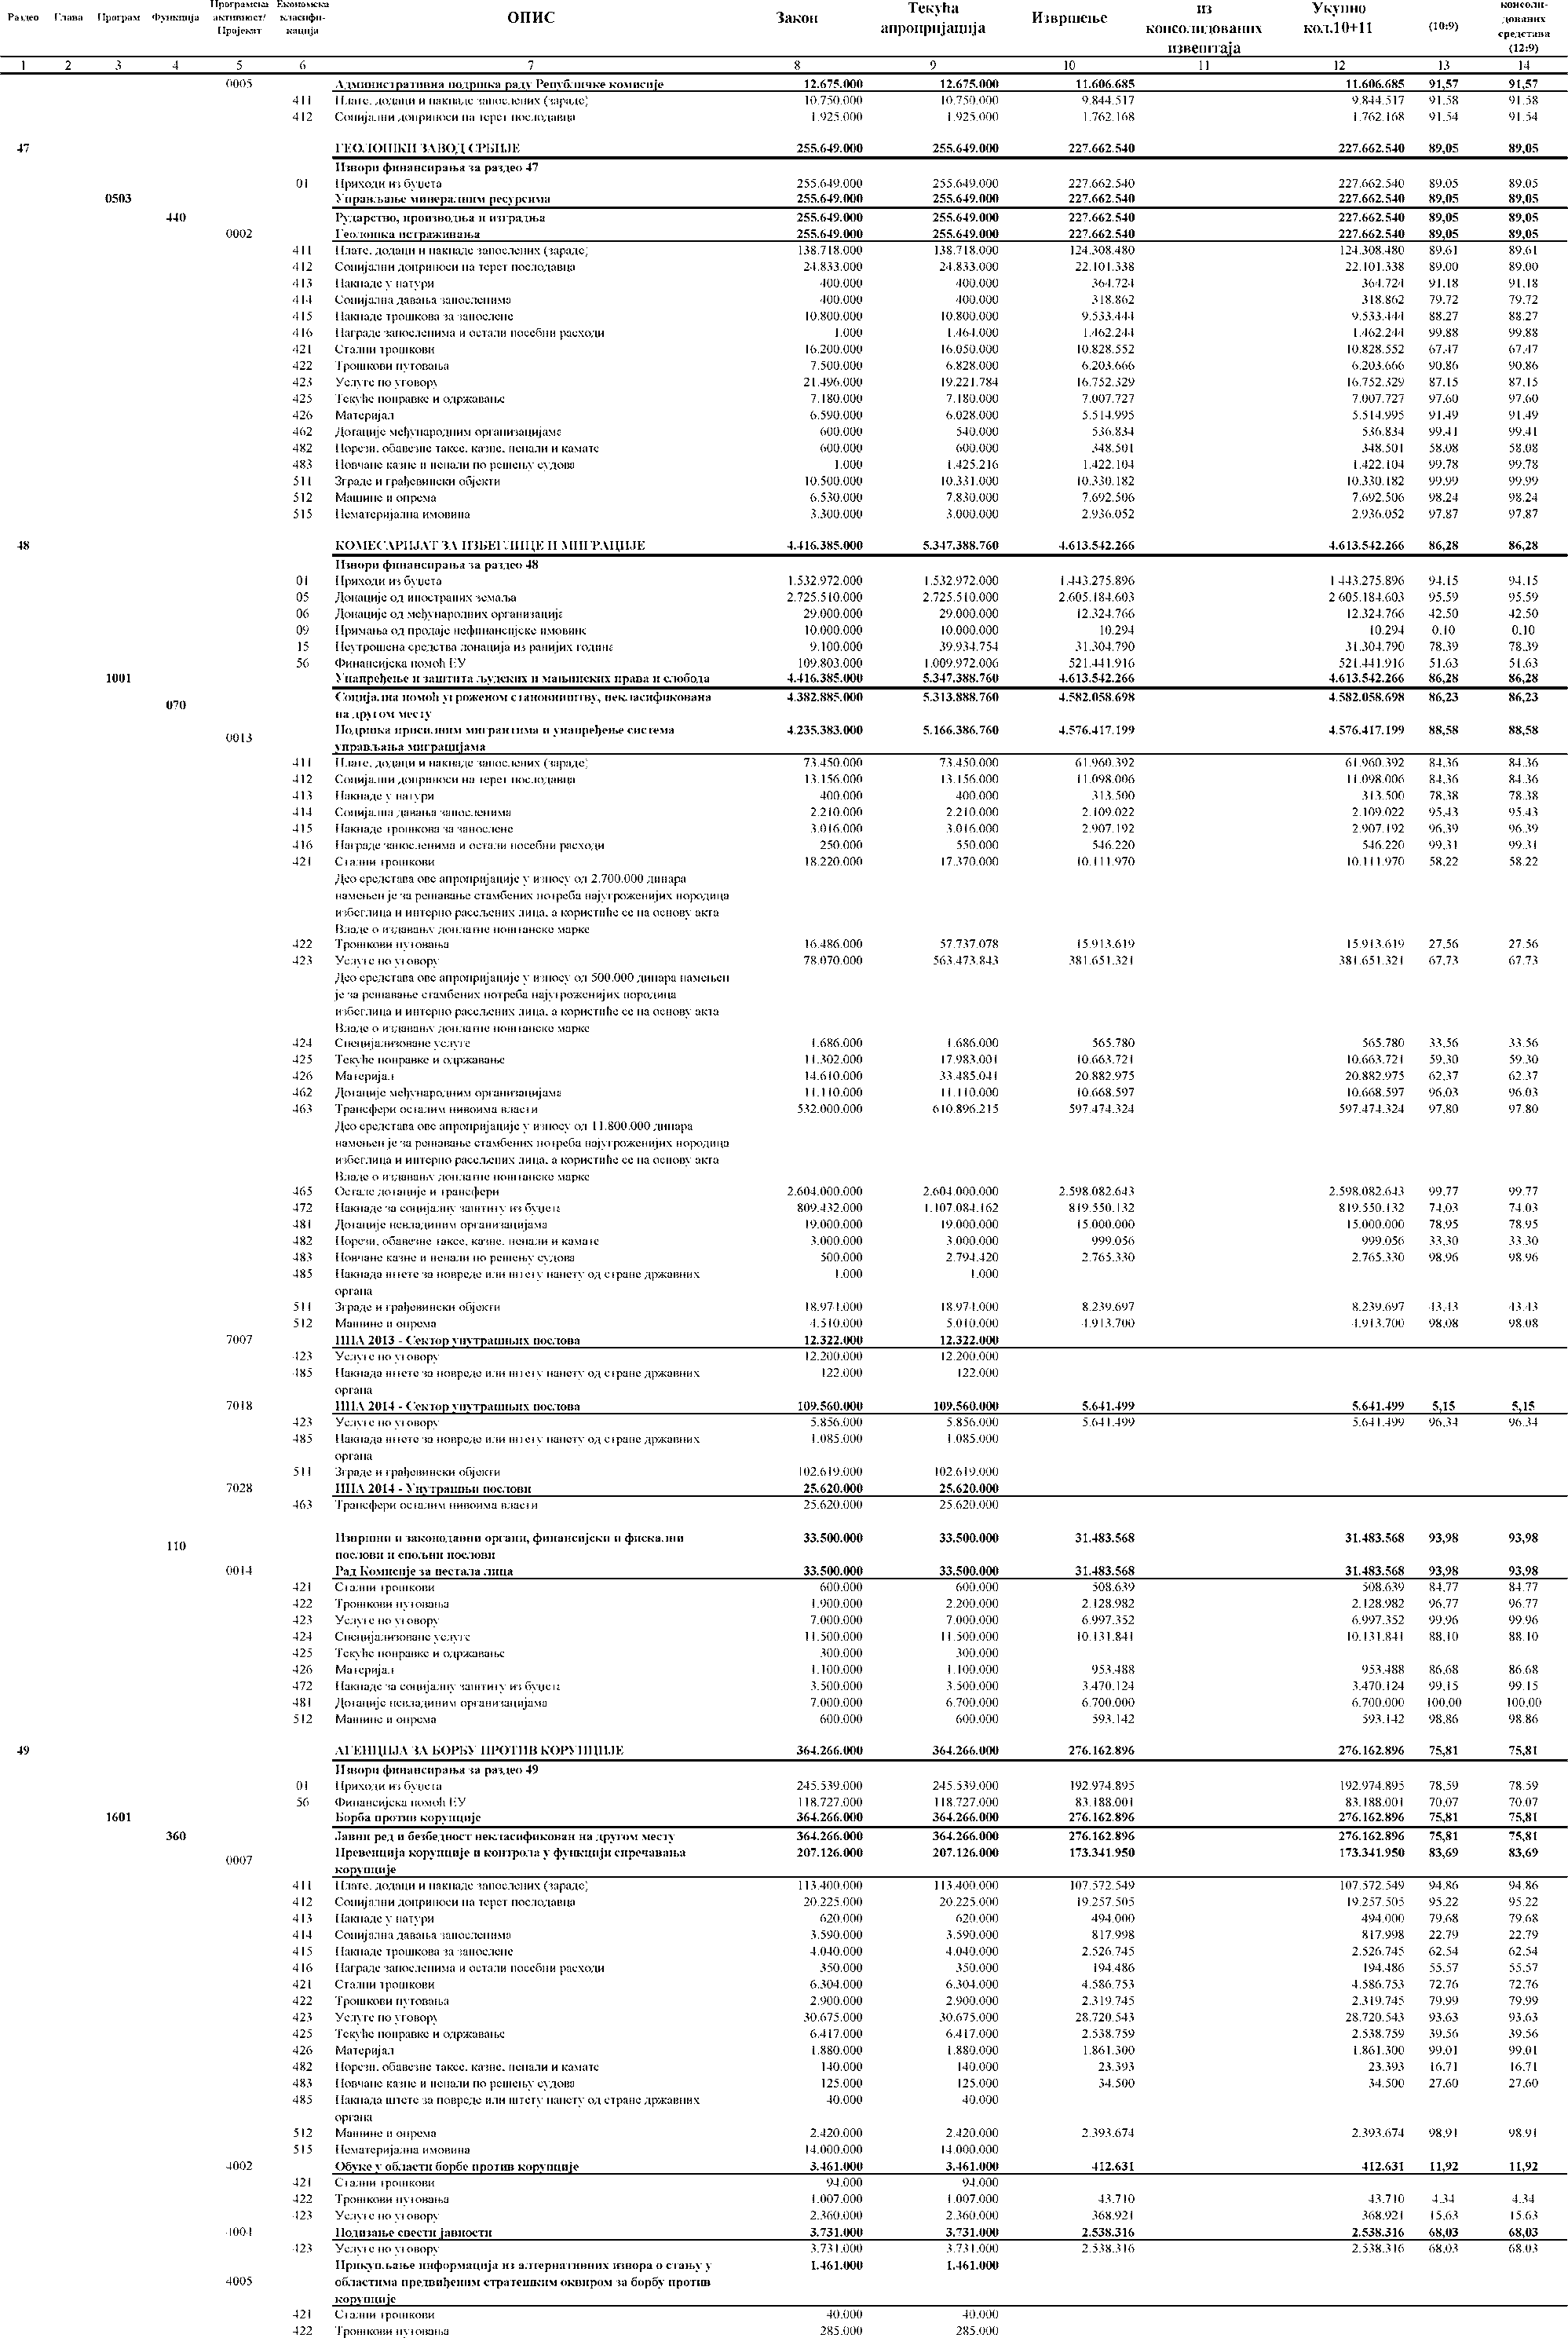 Раздео Глава Програм Функција Програмска активност/ Пројекат Економска класифи-кација ОПИС Закон Текућа апропријација Извршење из консолидованих извештаја Укупно кол.10+11 (10:9) консоли-дованих средстава (12:9)
1 2 3 4 5 6 7 8 9 10 11 12 13 14
0005 Административна подршка раду Републичке комисије 12.675.000 12.675.000 11.606.685 11.606.685 91,57 91,57
411 Плате, додаци и накнаде запослених (зараде) 10.750.000 10.750.000 9.844.517 9.844.517 91,58 91,58
412 Социјални доприноси на терет послодавца 1.925.000 1.925.000 1.762.168 1.762.168 91,54 91,54
47 ГЕОЛОШКИ ЗАВОД СРБИЈЕ 255.649.000 255.649.000 227.662.540 227.662.540 89,05 89,05
Извори финансирања за раздео 47
01 Приходи из буџета 255.649.000 255.649.000 227.662.540 227.662.540 89,05 89,05
0503 Управљање минералним ресурсима 255.649.000 255.649.000 227.662.540 227.662.540 89,05 89,05
440 Рударство, производња и изградња 255.649.000 255.649.000 227.662.540 227.662.540 89,05 89,05
0002 Геолошка истраживања 255.649.000 255.649.000 227.662.540 227.662.540 89,05 89,05
411 Плате, додаци и накнаде запослених (зараде) 138.718.000 138.718.000 124.308.480 124.308.480 89,61 89,61
412 Социјални доприноси на терет послодавца 24.833.000 24.833.000 22.101.338 22.101.338 89,00 89,00
413 Накнаде у натури 400.000 400.000 364.724 364.724 91,18 91,18
414 Социјална давања запосленима 400.000 400.000 318.862 318.862 79,72 79,72
415 Накнаде трошкова за запослене 10.800.000 10.800.000 9.533.444 9.533.444 88,27 88,27
416 Награде запосленима и остали посебни расходи 1.000 1.464.000 1.462.244 1.462.244 99,88 99,88
421 Стални трошкови 16.200.000 16.050.000 10.828.552 10.828.552 67,47 67,47
422 Трошкови путовања 7.500.000 6.828.000 6.203.666 6.203.666 90,86 90,86
423 Услуге по уговору 21.496.000 19.221.784 16.752.329 16.752.329 87,15 87,15
425 Текуће поправке и одржавање 7.180.000 7.180.000 7.007.727 7.007.727 97,60 97,60
426 Материјал 6.590.000 6.028.000 5.514.995 5.514.995 91,49 91,49
462 Дотације међународним организацијама 600.000 540.000 536.834 536.834 99,41 99,41
482 Порези, обавезне таксе, казне, пенали и камате 600.000 600.000 348.501 348.501 58,08 58,08
483 Новчане казне и пенали по решењу судова 1.000 1.425.216 1.422.104 1.422.104 99,78 99,78
511 Зграде и грађевински објекти 10.500.000 10.331.000 10.330.182 10.330.182 99,99 99,99
512 Машине и опрема 6.530.000 7.830.000 7.692.506 7.692.506 98,24 98,24
515 Нематеријална имовина 3.300.000 3.000.000 2.936.052 2.936.052 97,87 97,87
48 КОМЕСАРИЈАТ ЗА ИЗБЕГЛИЦЕ И МИГРАЦИЈЕ 4.416.385.000 5.347.388.760 4.613.542.266 4.613.542.266 86,28 86,28
Извори финансирања за раздео 48
01 Приходи из буџета 1.532.972.000 1.532.972.000 1.443.275.896 1 443.275.896 94,15 94,15
05 Донације од иностраних земаља 2.725.510.000 2.725.510.000 2.605.184.603 2 605.184.603 95,59 95,59
06 Донације од међународних организација 29.000.000 29.000.000 12.324.766 12.324.766 42,50 42,50
09 Примања од продаје нефинансијске имовине 10.000.000 10.000.000 10.294 10.294 0,10 0,10
15 Неутрошена средства донација из ранијих година 9.100.000 39.934.754 31.304.790 31.304.790 78,39 78,39
56 Финансијска помоћ ЕУ 109.803.000 1.009.972.006 521.441.916 521.441.916 51,63 51,63
1001 Унапређење и заштита људских и мањинских права и слобода 4.416.385.000 5.347.388.760 4.613.542.266 4.613.542.266 86,28 86,28
070 Социјална помоћ угроженом становништву, некласификована 4.382.885.000 5.313.888.760 4.582.058.698 4.582.058.698 86,23 86,23
на другом месту
0013 Подршка присилним мигрантима и унапређење система 4.235.383.000 5.166.386.760 4.576.417.199 4.576.417.199 88,58 88,58
управљања миграцијама
411 Плате, додаци и накнаде запослених (зараде) 73.450.000 73.450.000 61.960.392 61.960.392 84,36 84,36
412 Социјални доприноси на терет послодавца 13.156.000 13.156.000 11.098.006 11.098.006 84,36 84,36
413 Накнаде у натури 400.000 400.000 313.500 313.500 78,38 78,38
414 Социјална давања запосленима 2.210.000 2.210.000 2.109.022 2.109.022 95,43 95,43
415 Накнаде трошкова за запослене 3.016.000 3.016.000 2.907.192 2.907.192 96,39 96,39
416 Награде запосленима и остали посебни расходи 250.000 550.000 546.220 546.220 99,31 99,31
421 Стални трошкови 18.220.000 17.370.000 10.111.970 10.111.970 58,22 58,22
Део средстава ове апропријације у износу од 2.700.000 динара
намењен је за решавање стамбених потреба најугроженијих породица
избеглица и интерно расељених лица, а користиће се на основу акта
Владе о издавању доплатне поштанске марке
422 Трошкови путовања 16.486.000 57.737.078 15.913.619 15.913.619 27,56 27,56
423 Услуге по уговору 78.070.000 563.473.843 381.651.321 381.651.321 67,73 67,73
Део средстава ове апропријације у износу од 500.000 динара намењен
је за решавање стамбених потреба најугроженијих породица
избеглица и интерно расељених лица, а користиће се на основу акта
Владе о издавању доплатне поштанске марке
424 Специјализоване услуге 1.686.000 1.686.000 565.780 565.780 33,56 33,56
425 Текуће поправке и одржавање 11.302.000 17.983.001 10.663.721 10.663.721 59,30 59,30
426 Материјал 14.610.000 33.485.041 20.882.975 20.882.975 62,37 62,37
462 Дотације међународним организацијама 11.110.000 11.110.000 10.668.597 10.668.597 96,03 96,03
463 Трансфери осталим нивоима власти 532.000.000 610.896.215 597.474.324 597.474.324 97,80 97,80
Део средстава ове апропријације у износу од 11.800.000 динара
намењен је за решавање стамбених потреба најугроженијих породица
избеглица и интерно расељених лица, а користиће се на основу акта
Владе о издавању доплатне поштанске марке
465 Остале дотације и трансфери 2.604.000.000 2.604.000.000 2.598.082.643 2.598.082.643 99,77 99,77
472 Накнаде за социјалну заштиту из буџета 809.432.000 1.107.084.162 819.550.132 819.550.132 74,03 74,03
481 Дотације невладиним организацијама 19.000.000 19.000.000 15.000.000 15.000.000 78,95 78,95
482 Порези, обавезне таксе, казне, пенали и камате 3.000.000 3.000.000 999.056 999.056 33,30 33,30
483 Новчане казне и пенали по решењу судова 500.000 2.794.420 2.765.330 2.765.330 98,96 98,96
485 Накнада штете за повреде или штету нанету од стране државних 1.000 1.000
органа
511 Зграде и грађевински објекти 18.974.000 18.974.000 8.239.697 8.239.697 43,43 43,43
512 Машине и опрема 4.510.000 5.010.000 4.913.700 4.913.700 98,08 98,08
7007 ИПА 2013 - Сектор унутрашњих послова 12.322.000 12.322.000
423 Услуге по уговору 12.200.000 12.200.000
485 Накнада штете за повреде или штету нанету од стране државних 122.000 122.000
органа
7018 ИПА 2014 - Сектор унутрашњих послова 109.560.000 109.560.000 5.641.499 5.641.499 5,15 5,15
423 Услуге по уговору 5.856.000 5.856.000 5.641.499 5.641.499 96,34 96,34
485 Накнада штете за повреде или штету нанету од стране државних 1.085.000 1.085.000
органа
511 Зграде и грађевински објекти 102.619.000 102.619.000
7028 ИПА 2014 - Унутрашњи послови 25.620.000 25.620.000
463 Трансфери осталим нивоима власти 25.620.000 25.620.000
110 Извршни и законодавни органи, финансијски и фискални 33.500.000 33.500.000 31.483.568 31.483.568 93,98 93,98
послови и спољни послови
0014 Рад Комисије за нестала лица 33.500.000 33.500.000 31.483.568 31.483.568 93,98 93,98
421 Стални трошкови 600.000 600.000 508.639 508.639 84,77 84,77
422 Трошкови путовања 1.900.000 2.200.000 2.128.982 2.128.982 96,77 96,77
423 Услуге по уговору 7.000.000 7.000.000 6.997.352 6.997.352 99,96 99,96
424 Специјализоване услуге 11.500.000 11.500.000 10.131.841 10.131.841 88,10 88,10
425 Текуће поправке и одржавање 300.000 300.000
426 Материјал 1.100.000 1.100.000 953.488 953.488 86,68 86,68
472 Накнаде за социјалну заштиту из буџета 3.500.000 3.500.000 3.470.124 3.470.124 99,15 99,15
481 Дотације невладиним организацијама 7.000.000 6.700.000 6.700.000 6.700.000 100,00 100,00
512 Машине и опрема 600.000 600.000 593.142 593.142 98,86 98,86
49 АГЕНЦИЈА ЗА БОРБУ ПРОТИВ КОРУПЦИЈЕ 364.266.000 364.266.000 276.162.896 276.162.896 75,81 75,81
Извори финансирања за раздео 49
01 Приходи из буџета 245.539.000 245.539.000 192.974.895 192.974.895 78,59 78,59
56 Финансијска помоћ ЕУ 118.727.000 118.727.000 83.188.001 83.188.001 70,07 70,07
1601 Борба против корупције 364.266.000 364.266.000 276.162.896 276.162.896 75,81 75,81
360 Јавни ред и безбедност некласификован на другом месту 364.266.000 364.266.000 276.162.896 276.162.896 75,81 75,81
0007 Превенција корупције и контрола у функцији спречавања 207.126.000 207.126.000 173.341.950 173.341.950 83,69 83,69
корупције
411 Плате, додаци и накнаде запослених (зараде) 113.400.000 113.400.000 107.572.549 107.572.549 94,86 94,86
412 Социјални доприноси на терет послодавца 20.225.000 20.225.000 19.257.505 19.257.505 95,22 95,22
413 Накнаде у натури 620.000 620.000 494.000 494.000 79,68 79,68
414 Социјална давања запосленима 3.590.000 3.590.000 817.998 817.998 22,79 22,79
415 Накнаде трошкова за запослене 4.040.000 4.040.000 2.526.745 2.526.745 62,54 62,54
416 Награде запосленима и остали посебни расходи 350.000 350.000 194.486 194.486 55,57 55,57
421 Стални трошкови 6.304.000 6.304.000 4.586.753 4.586.753 72,76 72,76
422 Трошкови путовања 2.900.000 2.900.000 2.319.745 2.319.745 79,99 79,99
423 Услуге по уговору 30.675.000 30.675.000 28.720.543 28.720.543 93,63 93,63
425 Текуће поправке и одржавање 6.417.000 6.417.000 2.538.759 2.538.759 39,56 39,56
426 Материјал 1.880.000 1.880.000 1.861.300 1.861.300 99,01 99,01
482 Порези, обавезне таксе, казне, пенали и камате 140.000 140.000 23.393 23.393 16,71 16,71
483 Новчане казне и пенали по решењу судова 125.000 125.000 34.500 34.500 27,60 27,60
485 Накнада штете за повреде или штету нанету од стране државних 40.000 40.000
органа
512 Машине и опрема 2.420.000 2.420.000 2.393.674 2.393.674 98,91 98,91
515 Нематеријална имовина 14.000.000 14.000.000
4002 Обуке у области борбе против корупције 3.461.000 3.461.000 412.631 412.631 11,92 11,92
421 Стални трошкови 94.000 94.000
422 Трошкови путовања 1.007.000 1.007.000 43.710 43.710 4,34 4,34
423 Услуге по уговору 2.360.000 2.360.000 368.921 368.921 15,63 15,63
4004 Подизање свести јавности 3.731.000 3.731.000 2.538.316 2.538.316 68,03 68,03
423 Услуге по уговору 3.731.000 3.731.000 2.538.316 2.538.316 68,03 68,03
Прикупљање информација из алтернативних извора о стању у 1.461.000 1.461.000
4005 областима предвиђеним стратешким оквиром за борбу против
корупције
421 Стални трошкови 40.000 40.000
422 Трошкови путовања 285.000 285.000